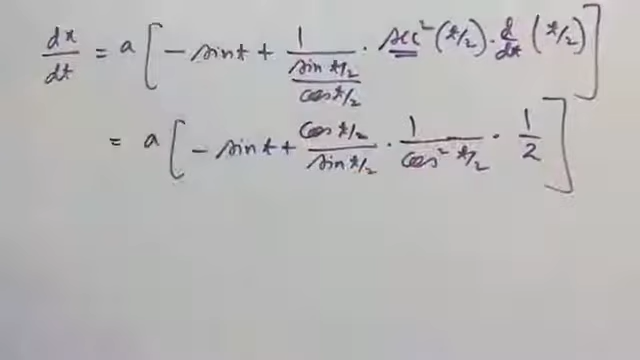 dx/dt = a [ - sin t + 1/(sin t/2 / cos t/2) · sec² (t/2) · d/dt (t/2) ]
= a [ - sin t + cos t/2 / sin t/2 · 1/cos² t/2 · 1/2 ]